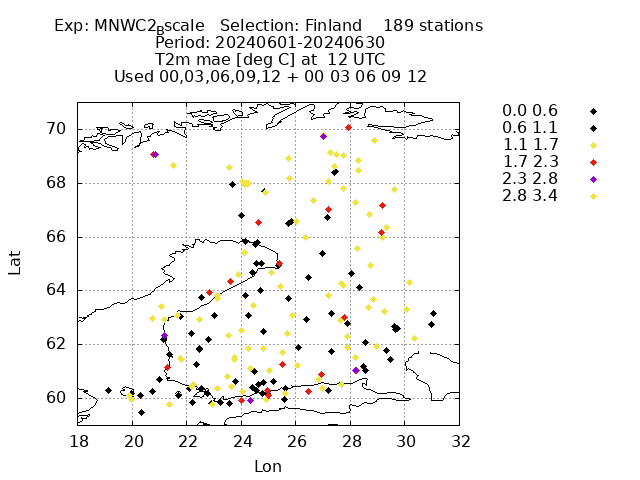 Exp: MNWC2_Bscale   Selection: Finland    189 stations
Period: 20240601-20240630
T2m mae [deg C] at  12 UTC
Used 00,03,06,09,12 + 00 03 06 09 12
0.0 0.6
0.6 1.1
1.1 1.7
1.7 2.3
2.3 2.8
2.8 3.4
70
68
66
64
62
60
Lat
18 20 22 24 26 28 30 32
Lon